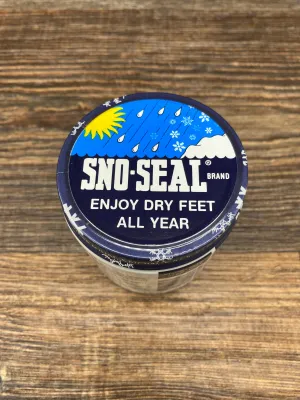 SNO-SEAL®
BRAND
ENJOY DRY FEET
ALL YEAR